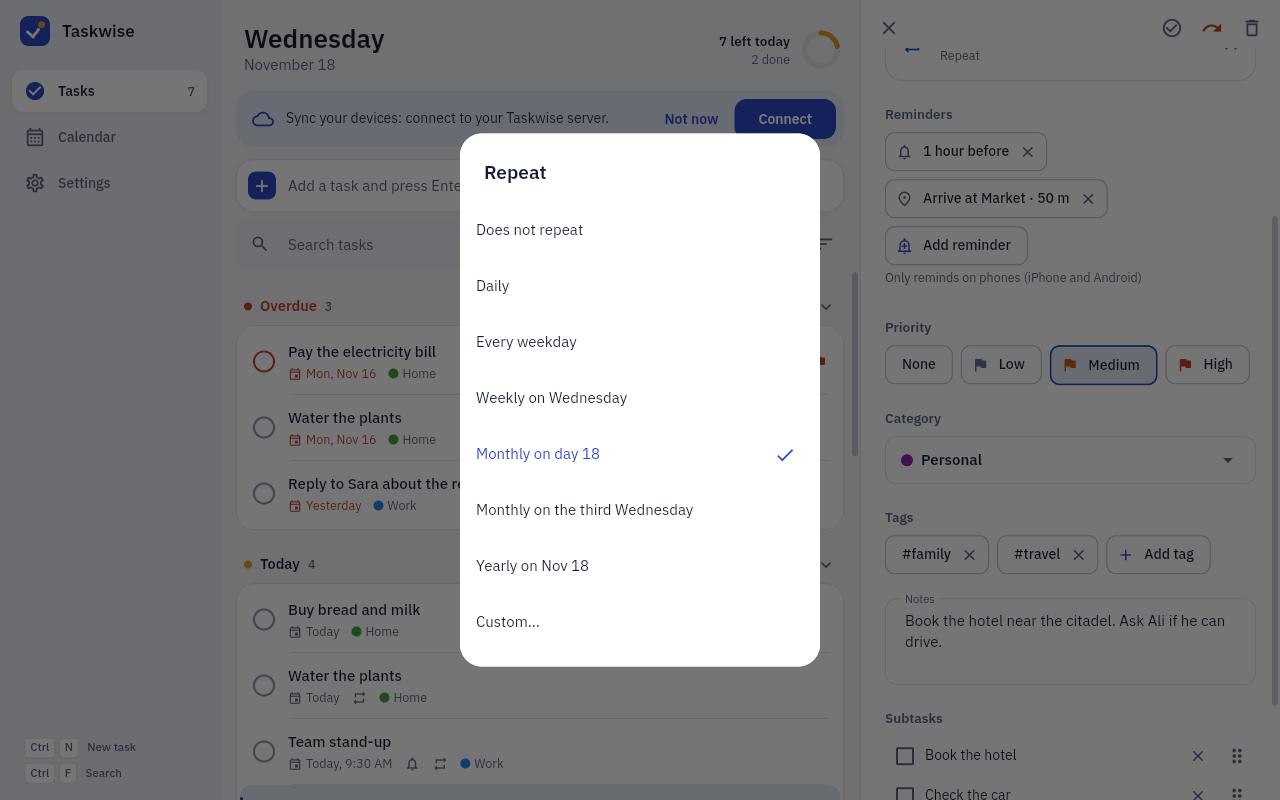 Taskwise
Tasks 7
Calendar
Settings
Ctrl N New task
Ctrl F Search
Wednesday
November 18
7 left today
2 done
Sync your devices: connect to your Taskwise server.
Not now
Connect
Add a task and press Ente
Search tasks
Overdue 3
Pay the electricity bill
Mon, Nov 16 Home
Water the plants
Mon, Nov 16 Home
Reply to Sara about the re
Yesterday Work
Today 4
Buy bread and milk
Today Home
Water the plants
Today Home
Team stand-up
Today, 9:30 AM Work
Repeat
Does not repeat
Daily
Every weekday
Weekly on Wednesday
Monthly on day 18
Monthly on the third Wednesday
Yearly on Nov 18
Custom...
Repeat
Reminders
1 hour before
Arrive at Market · 50 m
Add reminder
Only reminds on phones (iPhone and Android)
Priority
None Low Medium High
Category
Personal
Tags
#family #travel Add tag
Notes
Book the hotel near the citadel. Ask Ali if he can
drive.
Subtasks
Book the hotel
Check the car